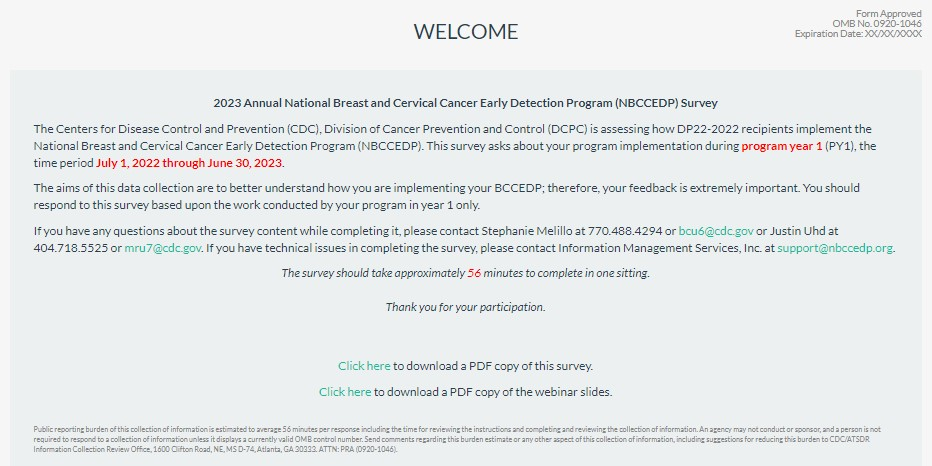 WELCOME
Form Approved
OMB No. 0920-1046
Expiration Date: XX/XX/XXXX
2023 Annual National Breast and Cervical Cancer Early Detection Program (NBCCEDP) Survey
The Centers for Disease Control and Prevention (CDC), Division of Cancer Prevention and Control (DCPC) is assessing how DP22-2022 recipients implement the
National Breast and Cervical Cancer Early Detection Program (NBCCEDP). This survey asks about your program implementation during program year 1 (PY1), the
time period July 1, 2022 through June 30, 2023.
The aims of this data collection are to better understand how you are implementing your BCCEDP; therefore, your feedback is extremely important. You should
respond to this survey based upon the work conducted by your program in year 1 only.
If you have any questions about the survey content while completing it, please contact Stephanie Melillo at 770.488.4294 or bcu6@cdc.gov or Justin Uhd at
404.718.5525 or mru7@cdc.gov. If you have technical issues in completing the survey, please contact Information Management Services, Inc. at support@nbccedp.org.
The survey should take approximately 56 minutes to complete in one sitting.
Thank you for your participation.
Click here to download a PDF copy of this survey.
Click here to download a PDF copy of the webinar slides.
Public reporting burden of this collection of information is estimated to average 56 minutes per response including the time for reviewing the instructions and completing and reviewing the collection of information. An agency may not conduct or sponsor, and a person is not
required to respond to a collection of information unless it displays a currently valid OMB control number. Send comments regarding this burden estimate or any other aspect of this collection of information, including suggestions for reducing this burden to CDC/ATSDR
Information Collection Review Office, 1600 Clifton Road, NE, MS D-74, Atlanta, GA 30333. ATTN: PRA (0920-1046).